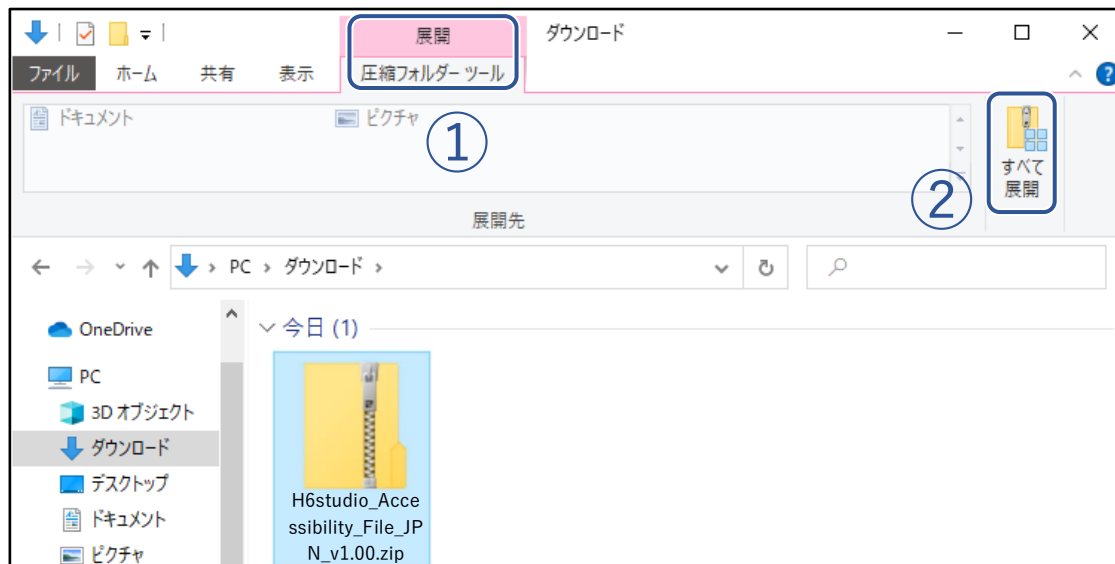 展開
ダウンロード
ファイル ホーム 共有 表示 圧縮フォルダー ツール
?
ドキュメント ピクチャ
①
②
すべて
展開
展開先
PC > ダウンロード >
OneDrive
PC
3D オブジェクト
ダウンロード
デスクトップ
ドキュメント
ピクチャ
今日 (1)
H6studio_Acce
ssibility_File_JP
N_v1.00.zip